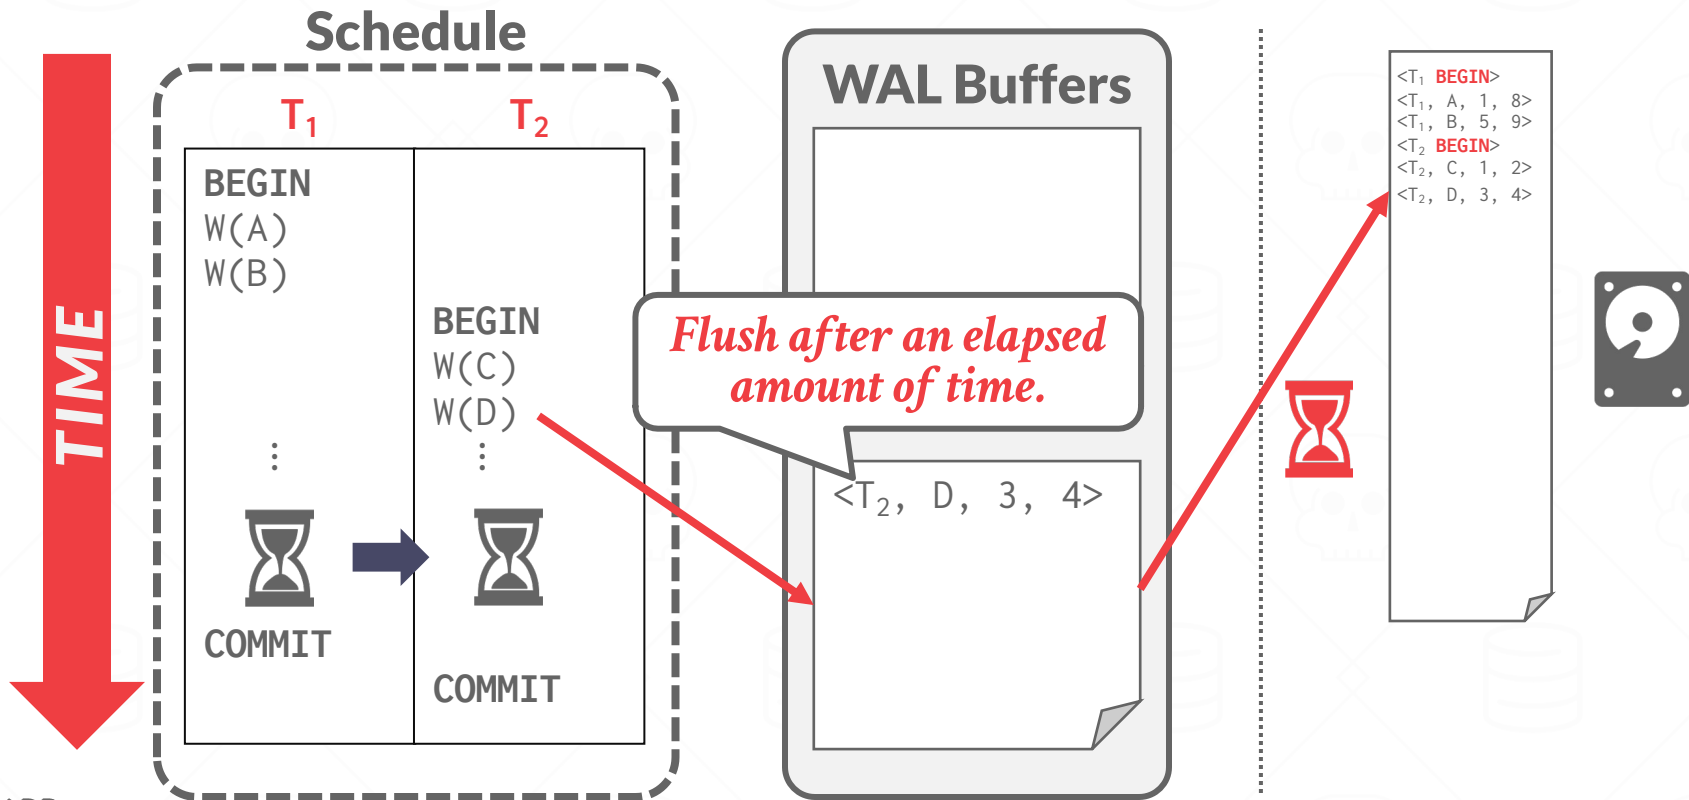 Schedule
TIME
T₁
T₂
BEGIN
W(A)
W(B)
⋮
COMMIT
BEGIN
W(C)
W(D)
⋮
COMMIT
WAL Buffers
Flush after an elapsed
amount of time.
<T₂, D, 3, 4>
<T₁ BEGIN>
<T₁, A, 1, 8>
<T₁, B, 5, 9>
<T₂ BEGIN>
<T₂, C, 1, 2>
<T₂, D, 3, 4>